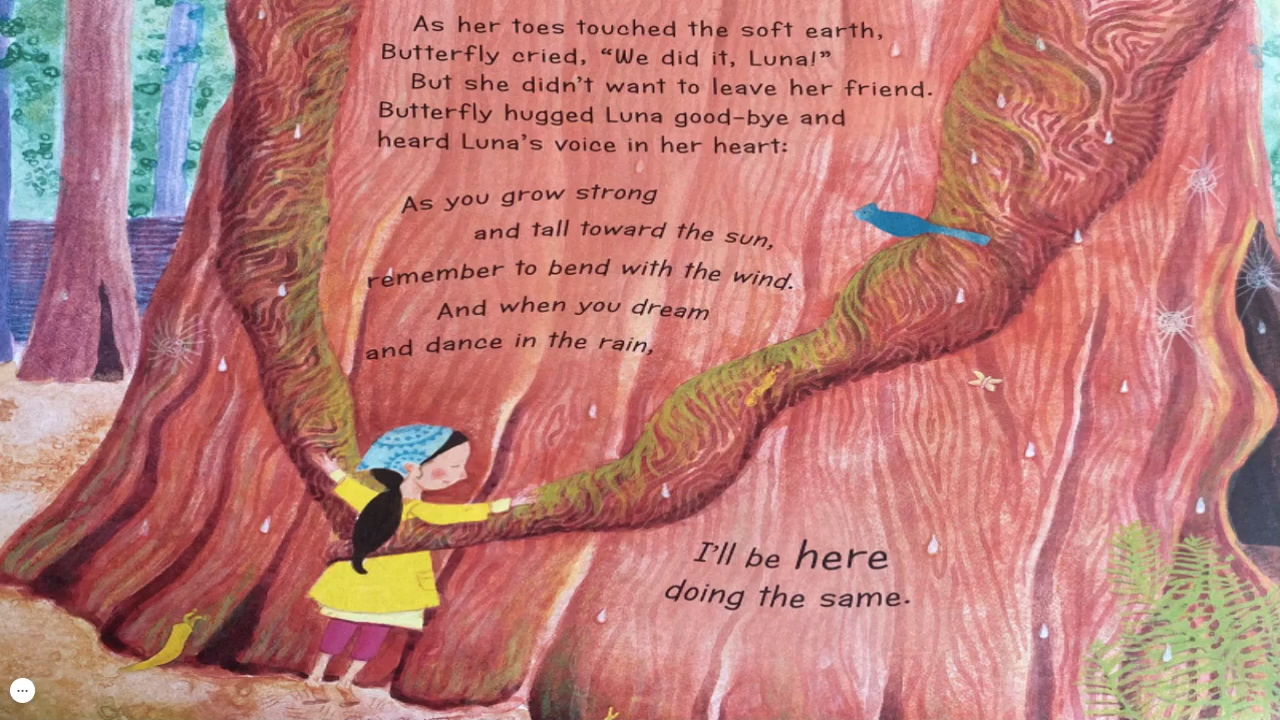 As her toes touched the soft earth,
Butterfly cried, “We did it, Luna!”
But she didn’t want to leave her friend.
Butterfly hugged Luna good-bye and
heard Luna’s voice in her heart:
As you grow strong
and tall toward the sun,
remember to bend with the wind.
And when you dream
and dance in the rain,
I’ll be here
doing the same.